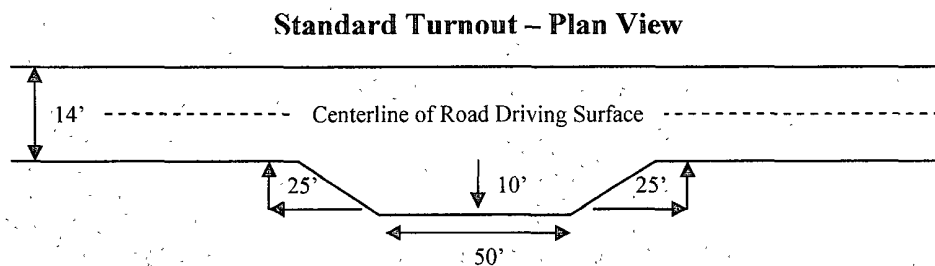 Standard Turnout – Plan View
14’
Centerline of Road Driving Surface
25’
10’
25’
50’